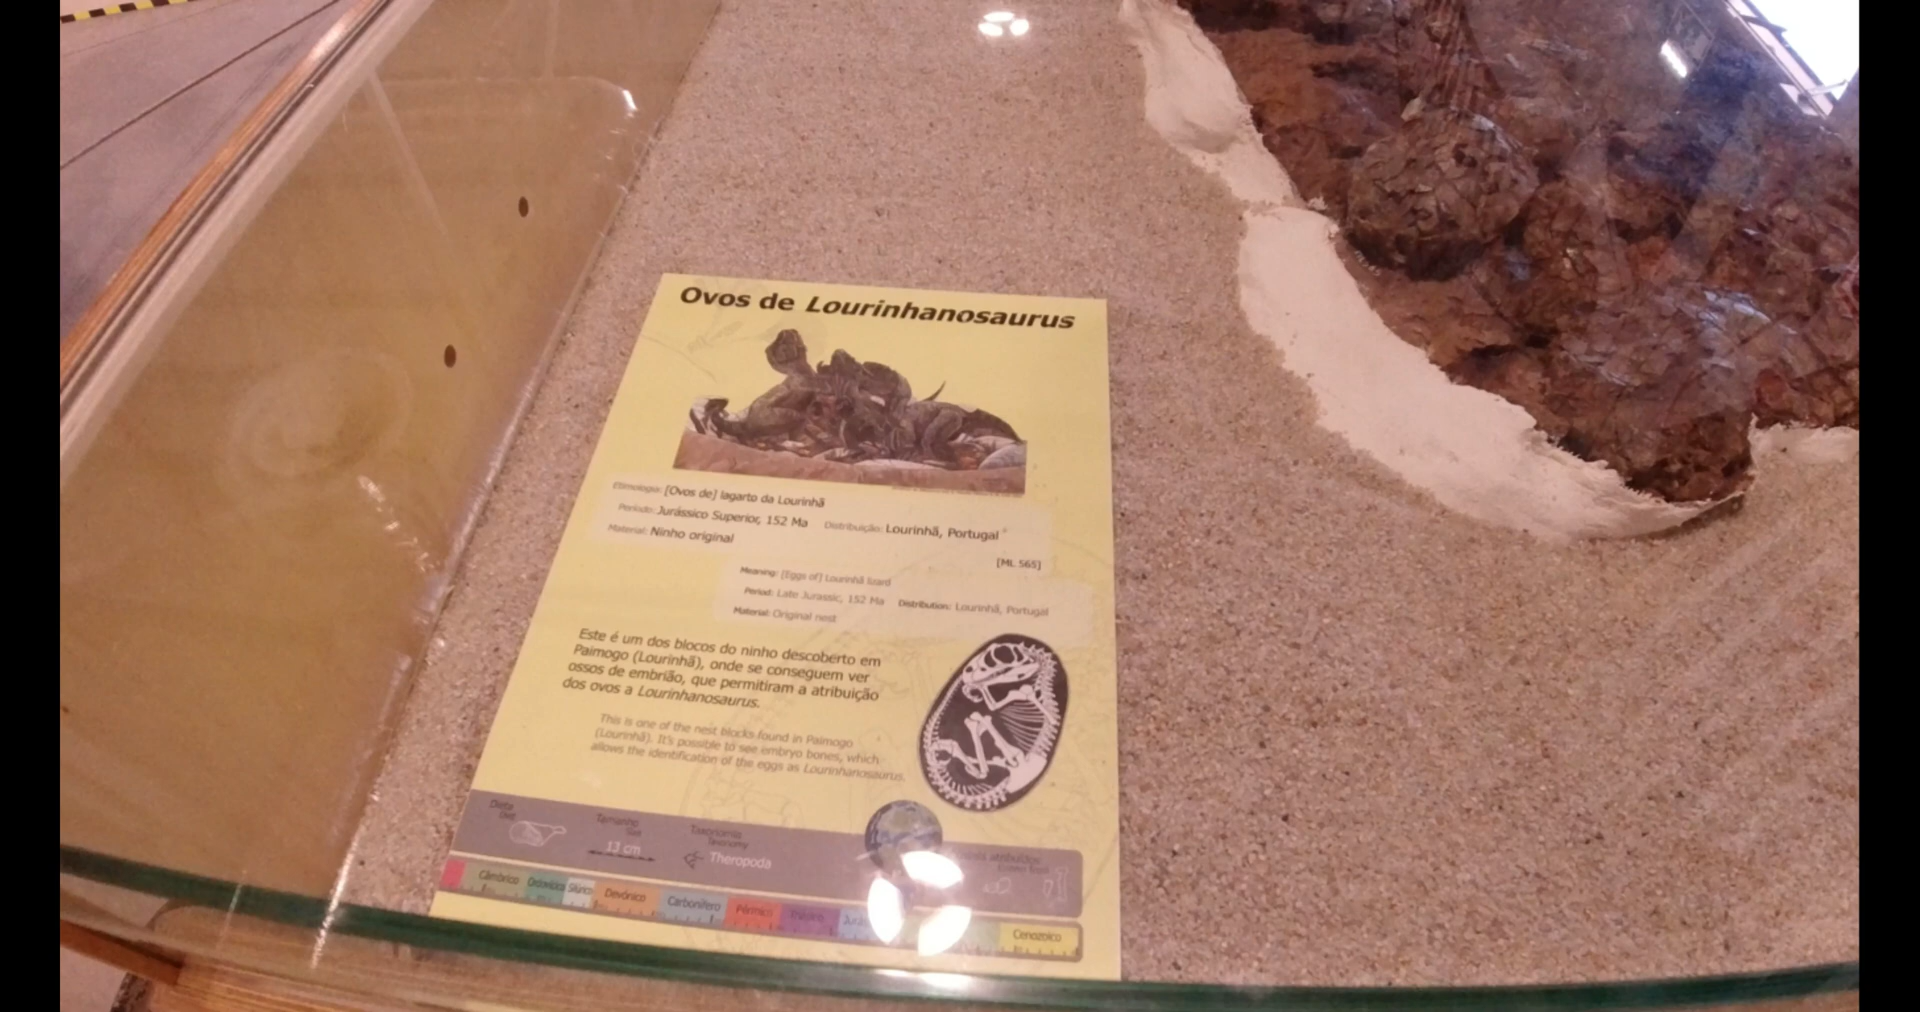 Ovos de Lourinhanosaurus
Etimologia: [Ovos de] lagarto da Lourinhã
Período: Jurássico Superior, 152 Ma Distribuição: Lourinhã, Portugal
Material: Ninho original
[ML 565]
Meaning: [Eggs of] Lourinhã lizard
Period: Late Jurassic, 152 Ma Distribution: Lourinhã, Portugal
Material: Original nest
Este é um dos blocos do ninho descoberto em
Paimogo (Lourinhã), onde se conseguem ver
ossos de embrião, que permitiram a atribuição
dos ovos a Lourinhanosaurus.
This is one of the nest blocks found in Paimogo
(Lourinhã). It's possible to see embryo bones, which
allows the identification of the eggs as Lourinhanosaurus.
Dieta Tamanho Taxonomia
Diet Size Taxonomy
13 cm Theropoda
Câmbrico Ordovícico Silúrico Devónico Carbonífero Pérmico Cenozoico